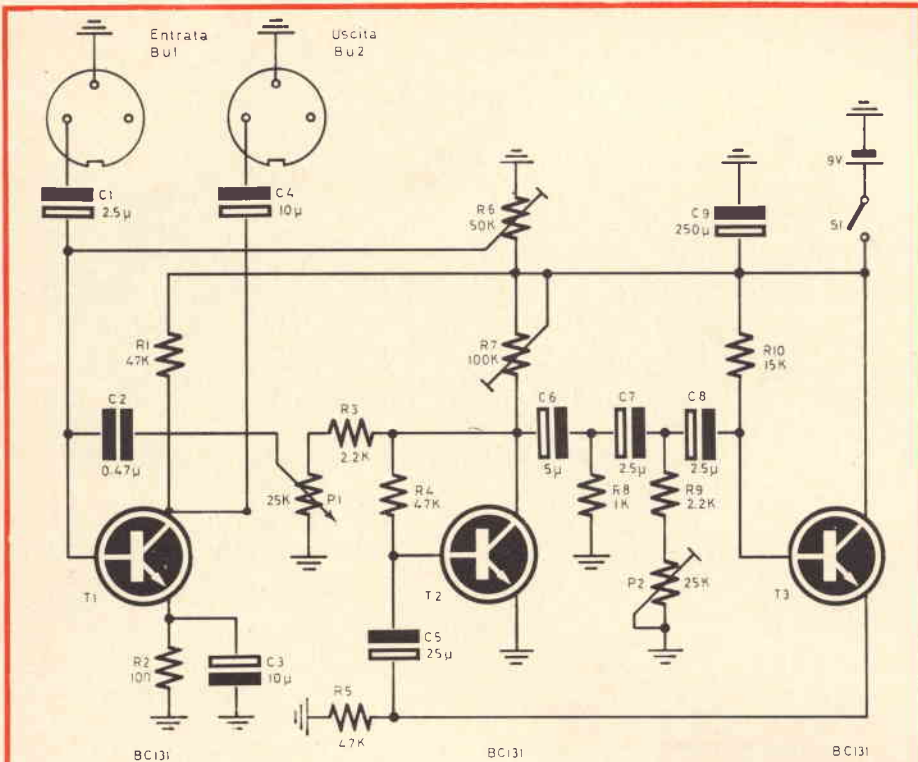 Entrata
Bu1
Uscita
Bu2
9V
C1
2.5µ
C4
10µ
R6
50K
C9
250µ
S1
R1
47K
R7
100K
R10
15K
C2
0.47µ
R3
2.2K
C6
5µ
C7
2.5µ
C8
2.5µ
25K
P1
R4
47K
R8
1K
R9
2.2K
T1
T2
P2
25K
T3
C5
25µ
R2
C3
10µ
R5
47K
BC131
BC131
BC131